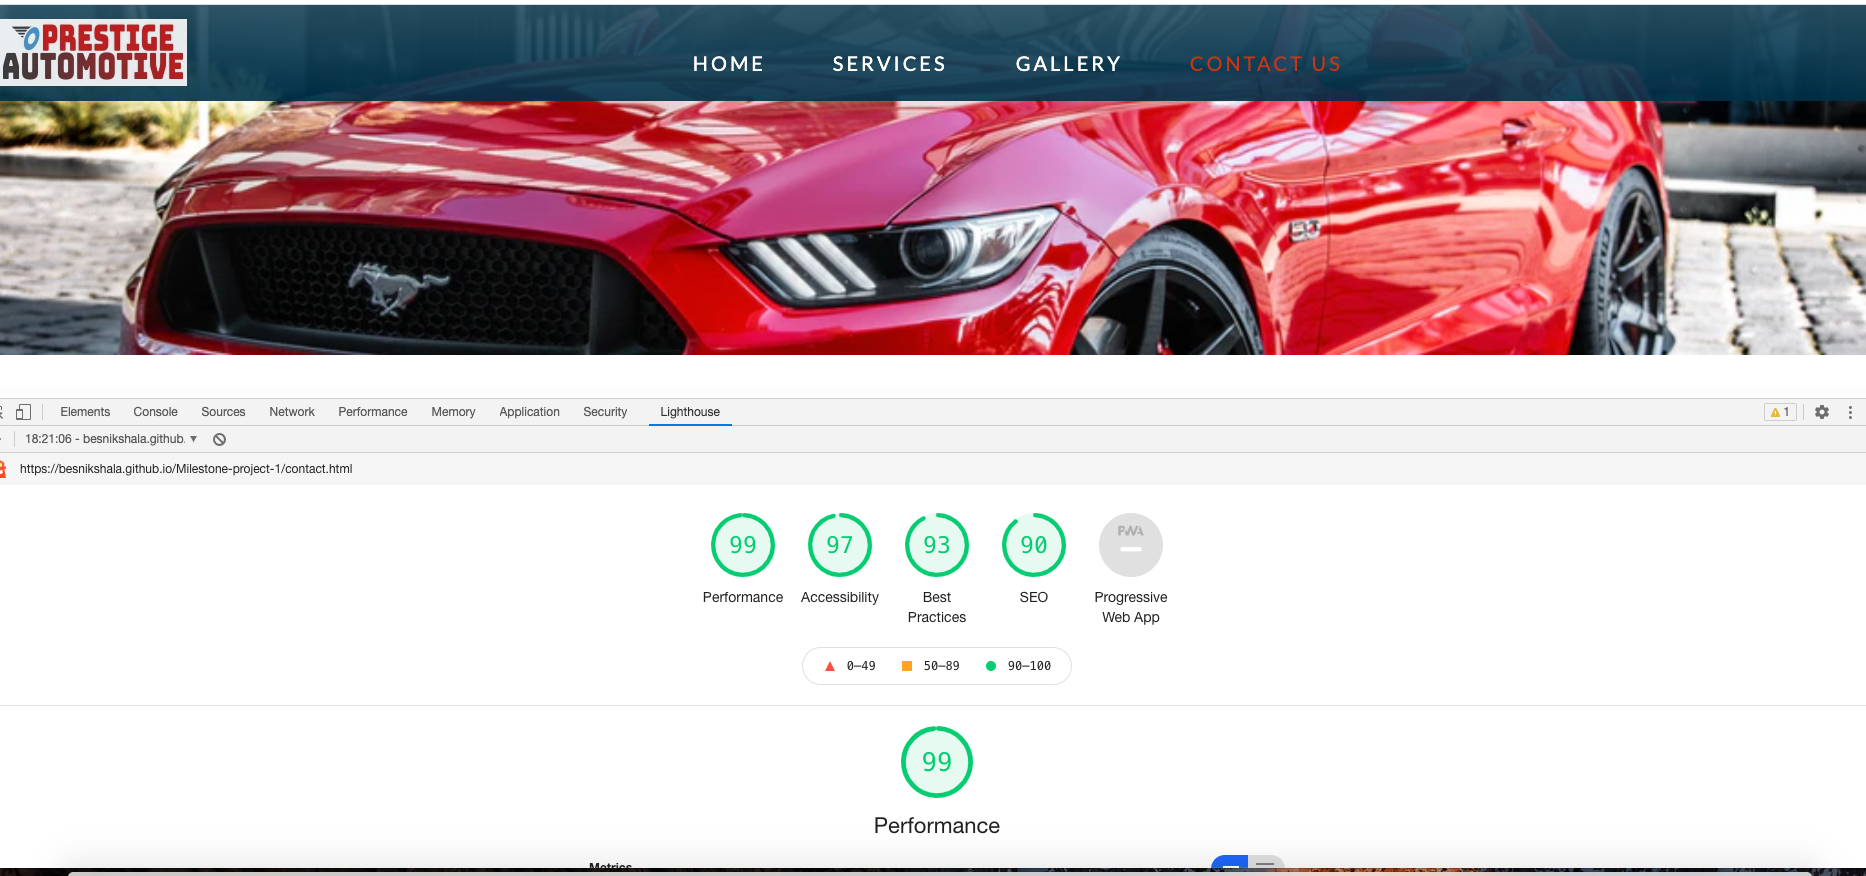 PRESTIGE
AUTOMOTIVE
HOME SERVICES GALLERY CONTACT US
Elements Console Sources Network Performance Memory Application Security Lighthouse 1
18:21:06 - besnikshala.github.
https://besnikshala.github.io/Milestone-project-1/contact.html
99 97 93 90 PWA
Performance Accessibility Best Practices SEO Progressive Web App
0–49 50–89 90–100
99
Performance
Metrics